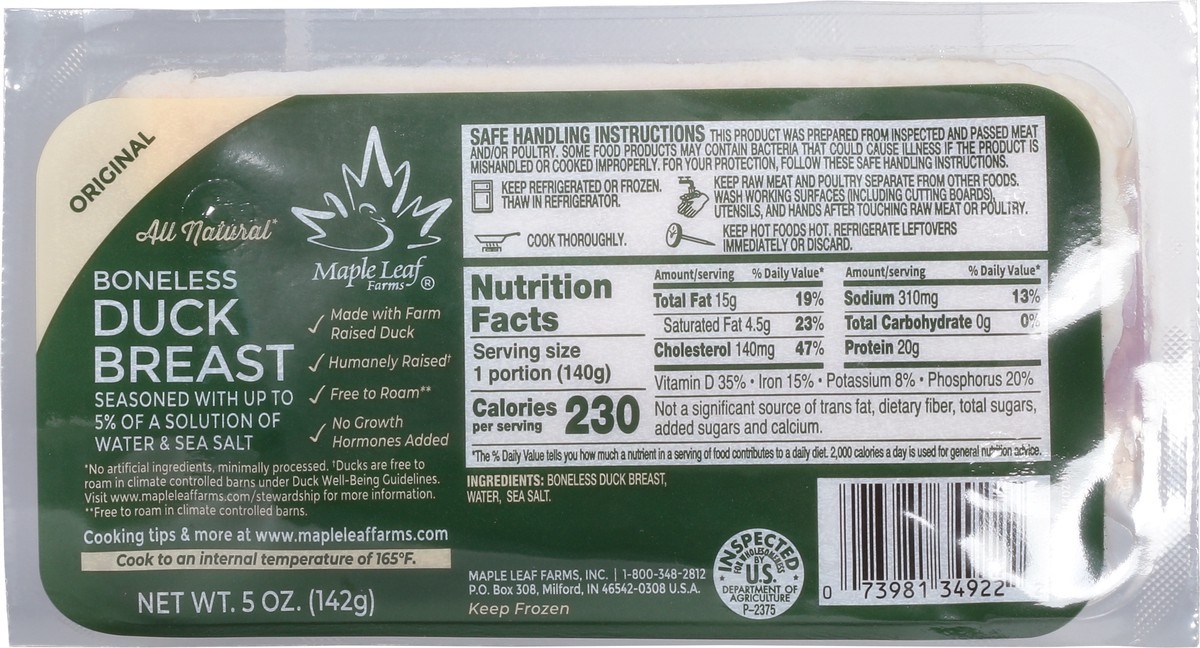 ORIGINAL
All Natural*
BONELESS
DUCK
BREAST
SEASONED WITH UP TO
5% OF A SOLUTION OF
WATER & SEA SALT
Maple Leaf
Farms®
✓ Made with Farm
Raised Duck
✓ Humanely Raised†
✓ Free to Roam**
✓ No Growth
Hormones Added
*No artificial ingredients, minimally processed. †Ducks are free to
roam in climate controlled barns under Duck Well-Being Guidelines.
Visit www.mapleleaffarms.com/stewardship for more information.
**Free to roam in climate controlled barns.
Cooking tips & more at www.mapleleaffarms.com
Cook to an internal temperature of 165°F.
NET WT. 5 OZ. (142g)
SAFE HANDLING INSTRUCTIONS THIS PRODUCT WAS PREPARED FROM INSPECTED AND PASSED MEAT
AND/OR POULTRY. SOME FOOD PRODUCTS MAY CONTAIN BACTERIA THAT COULD CAUSE ILLNESS IF THE PRODUCT IS
MISHANDLED OR COOKED IMPROPERLY. FOR YOUR PROTECTION, FOLLOW THESE SAFE HANDLING INSTRUCTIONS.
KEEP REFRIGERATED OR FROZEN.
THAW IN REFRIGERATOR.
KEEP RAW MEAT AND POULTRY SEPARATE FROM OTHER FOODS.
WASH WORKING SURFACES (INCLUDING CUTTING BOARDS),
UTENSILS, AND HANDS AFTER TOUCHING RAW MEAT OR POULTRY.
COOK THOROUGHLY.
KEEP HOT FOODS HOT. REFRIGERATE LEFTOVERS
IMMEDIATELY OR DISCARD.
Nutrition
Facts
Serving size
1 portion (140g)
Calories 230
per serving
Amount/serving % Daily Value*
Total Fat 15g 19%
Saturated Fat 4.5g 23%
Cholesterol 140mg 47%
Amount/serving % Daily Value*
Sodium 310mg 13%
Total Carbohydrate 0g 0%
Protein 20g
Vitamin D 35% • Iron 15% • Potassium 8% • Phosphorus 20%
Not a significant source of trans fat, dietary fiber, total sugars,
added sugars and calcium.
*The % Daily Value tells you how much a nutrient in a serving of food contributes to a daily diet. 2,000 calories a day is used for general nutrition advice.
INGREDIENTS: BONELESS DUCK BREAST,
WATER, SEA SALT.
MAPLE LEAF FARMS, INC. | 1-800-348-2812
P.O. Box 308, Milford, IN 46542-0308 U.S.A.
Keep Frozen
INSPECTED
FOR WHOLESOMENESS
BY
U.S.
DEPARTMENT OF
AGRICULTURE
P-2375
0 73981 34922